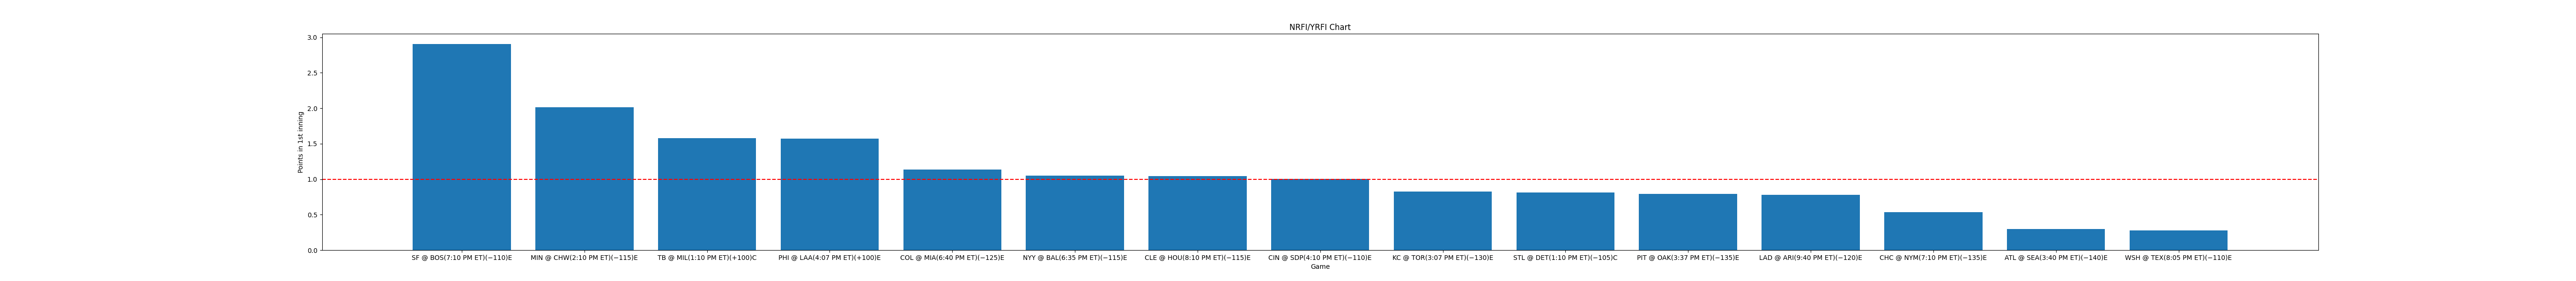 NRFI/YRFI Chart
Points in 1st inning
3.0
2.5
2.0
1.5
1.0
0.5
0.0
SF @ BOS(7:10 PM ET)(−110)E
MIN @ CHW(2:10 PM ET)(−115)E
TB @ MIL(1:10 PM ET)(+100)C
PHI @ LAA(4:07 PM ET)(+100)E
COL @ MIA(6:40 PM ET)(−125)E
NYY @ BAL(6:35 PM ET)(−115)E
CLE @ HOU(8:10 PM ET)(−115)E
CIN @ SDP(4:10 PM ET)(−110)E
KC @ TOR(3:07 PM ET)(−130)E
STL @ DET(1:10 PM ET)(−105)C
PIT @ OAK(3:37 PM ET)(−135)E
LAD @ ARI(9:40 PM ET)(−120)E
CHC @ NYM(7:10 PM ET)(−135)E
ATL @ SEA(3:40 PM ET)(−140)E
WSH @ TEX(8:05 PM ET)(−110)E
Game